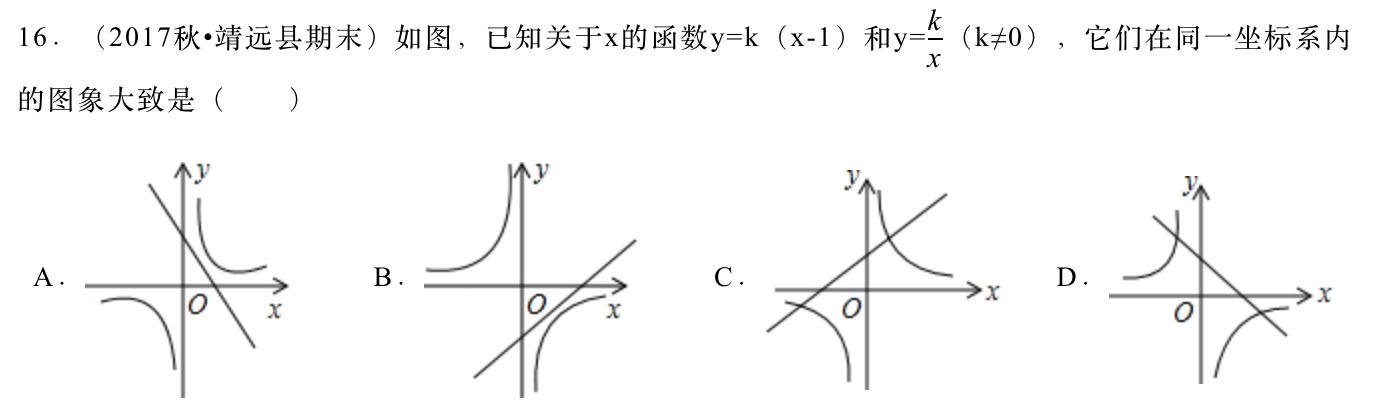 16. （2017秋•靖远县期末）如图，已知关于x的函数y=k（x-1）和y=k/x（k≠0），它们在同一坐标系内
的图象大致是（　　）
A. y O x B. y O x C. y O x D. y O x